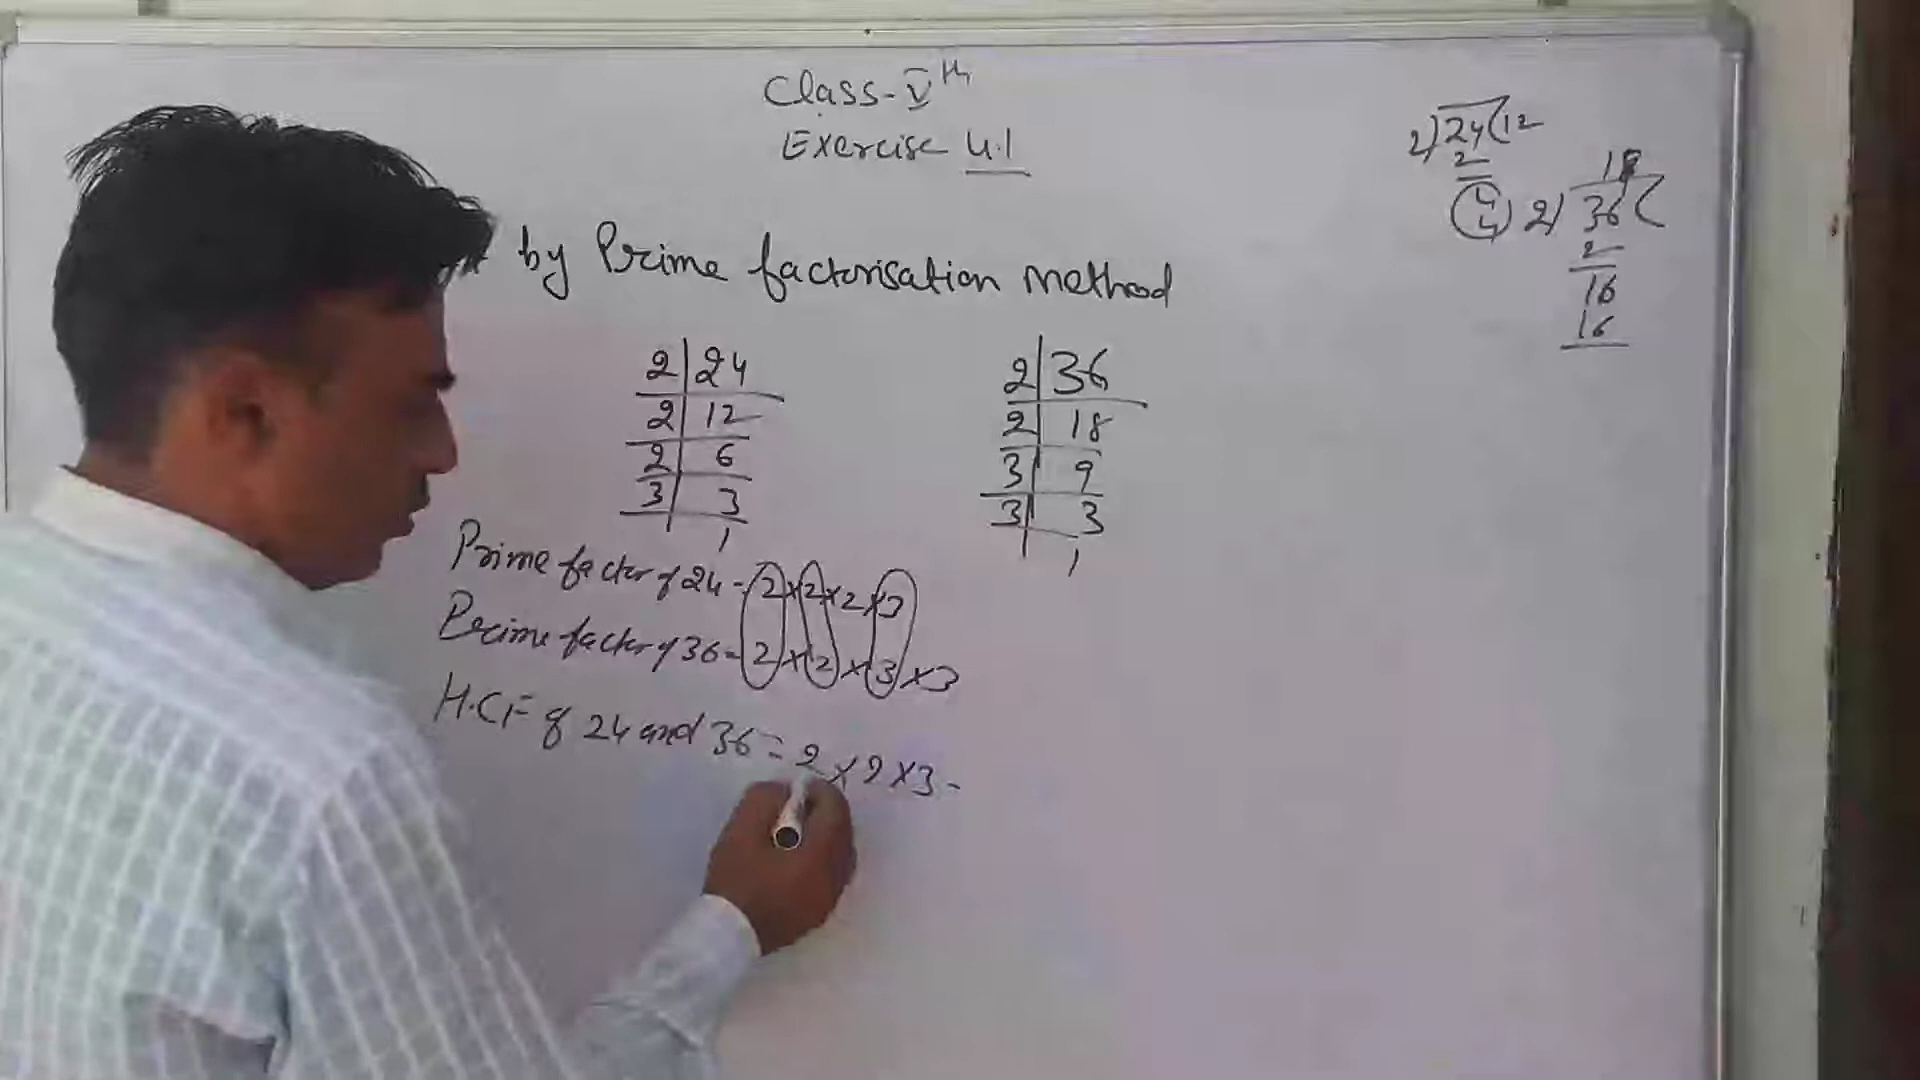 Class-Vth
Exercise 4.1
by Prime factorisation method
2 | 24
2 | 12
2 | 6
3 | 3
1
2 | 36
2 | 18
3 | 9
3 | 3
1
Prime factor of 24 = 2×2×2×3
Prime factor of 36 = 2×2×3×3
H.C.F of 24 and 36 = 2×2×3 -
2)24(12
2
4
4
18
2)36(
2
16
16